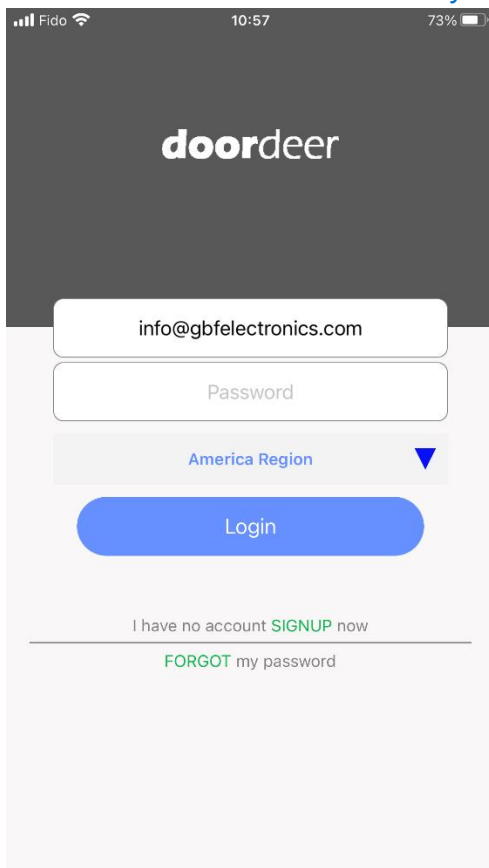 Fido 10:57 73%
doordeer
info@gbfelectronics.com
Password
America Region
Login
I have no account SIGNUP now
FORGOT my password